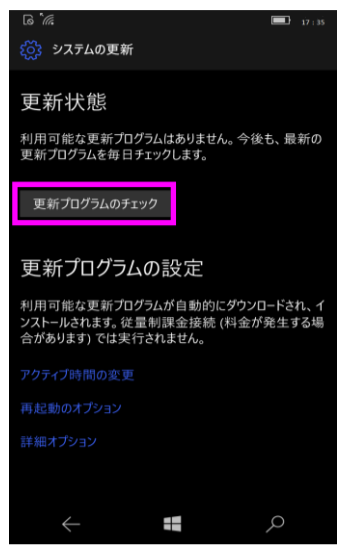 17:35
システムの更新
更新状態
利用可能な更新プログラムはありません。今後も、最新の
更新プログラムを毎日チェックします。
更新プログラムのチェック
更新プログラムの設定
利用可能な更新プログラムが自動的にダウンロードされ、イ
ンストールされます。従量制課金接続 (料金が発生する場
合があります) では実行されません。
アクティブ時間の変更
再起動のオプション
詳細オプション